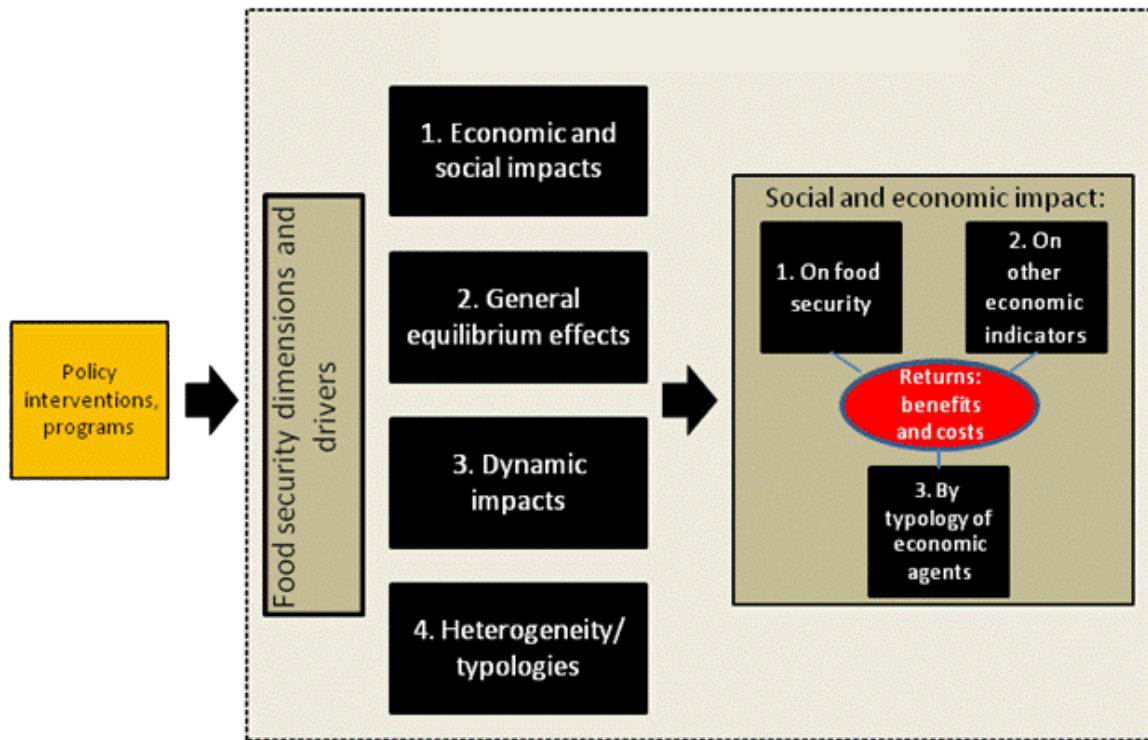 Policy
interventions,
programs
Food security dimensions and
drivers
1. Economic and
social impacts
2. General
equilibrium effects
3. Dynamic
impacts
4. Heterogeneity/
typologies
Social and economic impact:
1. On food
security
2. On
other
economic
indicators
Returns:
benefits
and costs
3. By
typology of
economic
agents